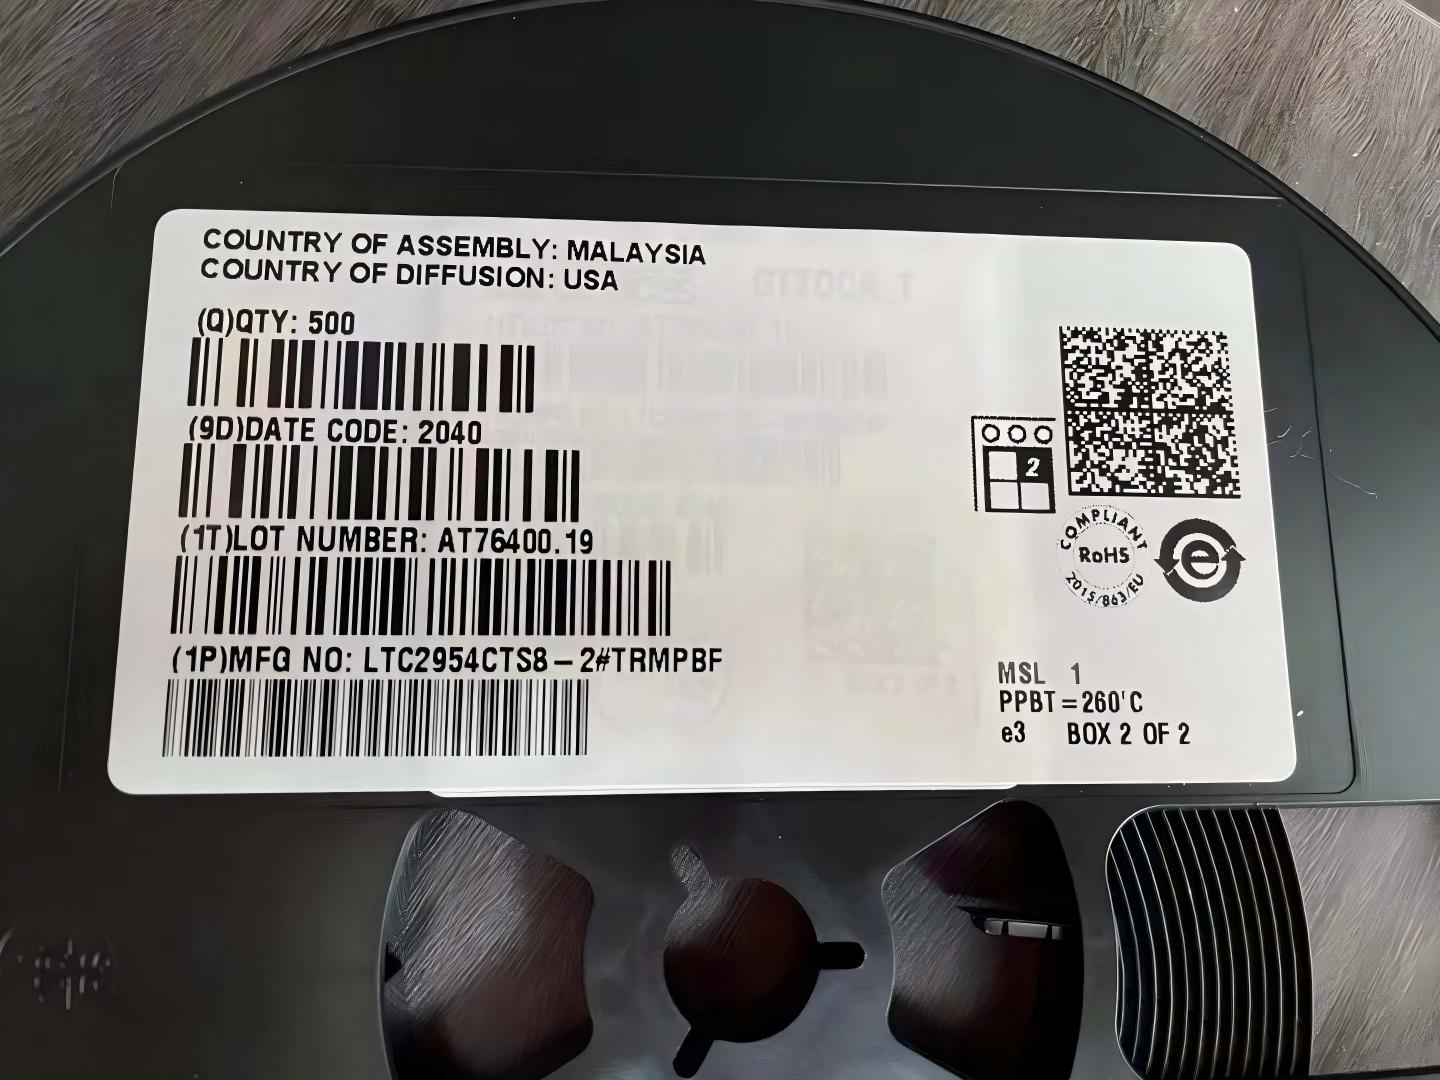 COUNTRY OF ASSEMBLY: MALAYSIA
COUNTRY OF DIFFUSION: USA
(Q)QTY: 500
(9D)DATE CODE: 2040
(1T)LOT NUMBER: AT76400.19
(1P)MFG NO: LTC2954CTS8-2#TRMPBF
2
COMPLIANT
RoHS
2015/863/EU
e
MSL 1
PPBT=260'C
e3 BOX 2 OF 2